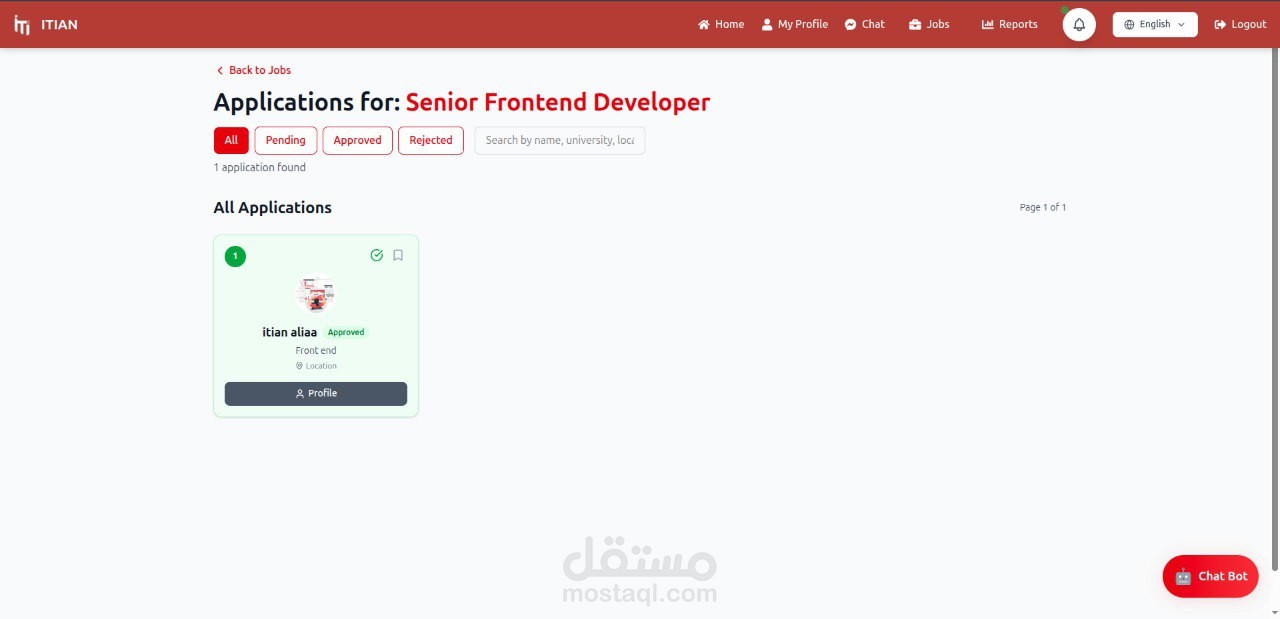 ITIAN
Home
My Profile
Chat
Jobs
Reports
English
Logout
Back to Jobs
Applications for: Senior Frontend Developer
All
Pending
Approved
Rejected
Search by name, university, loca
1 application found
All Applications
Page 1 of 1
1
itian aliaa
Approved
Front end
Location
Profile
مستقل
mostaql.com
Chat Bot